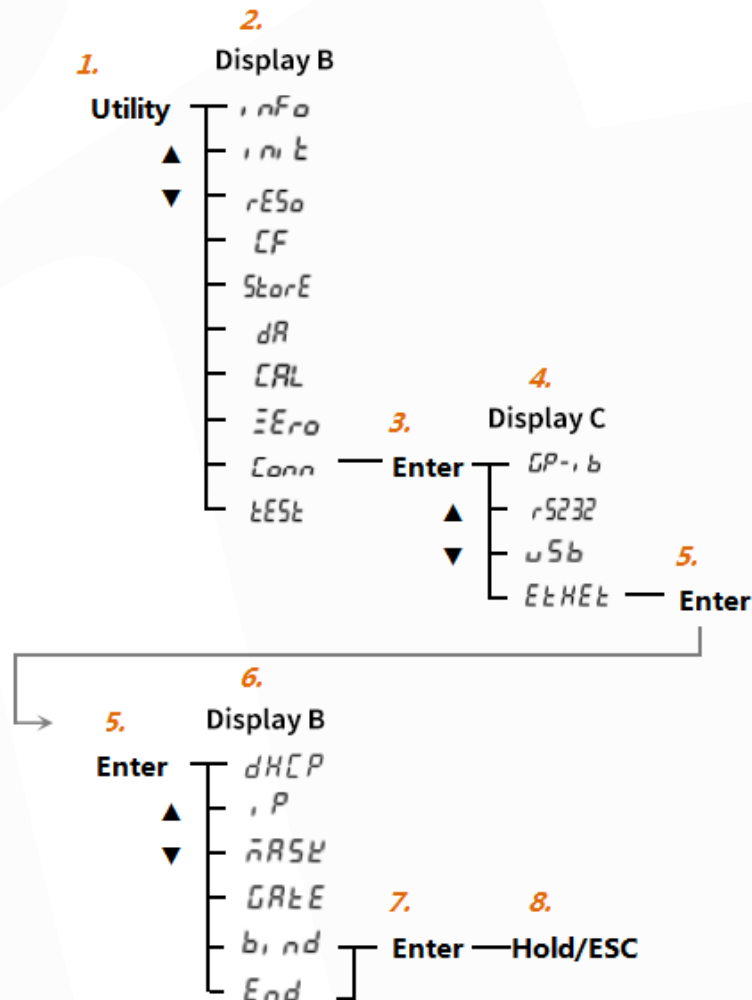 2.
1. Display B
Utility inFo
▲ init
▼ rESo
CF
StorE
dA
CAL
ZEro
3. 4.
Display C
Conn Enter GP-ib
tESt
▲ rS232
▼ uSb
5.
EtHEt Enter
6.
5. Display B
Enter dHCP
▲ iP
▼ mASK
GAtE
7. 8.
bind Enter Hold/ESC
End